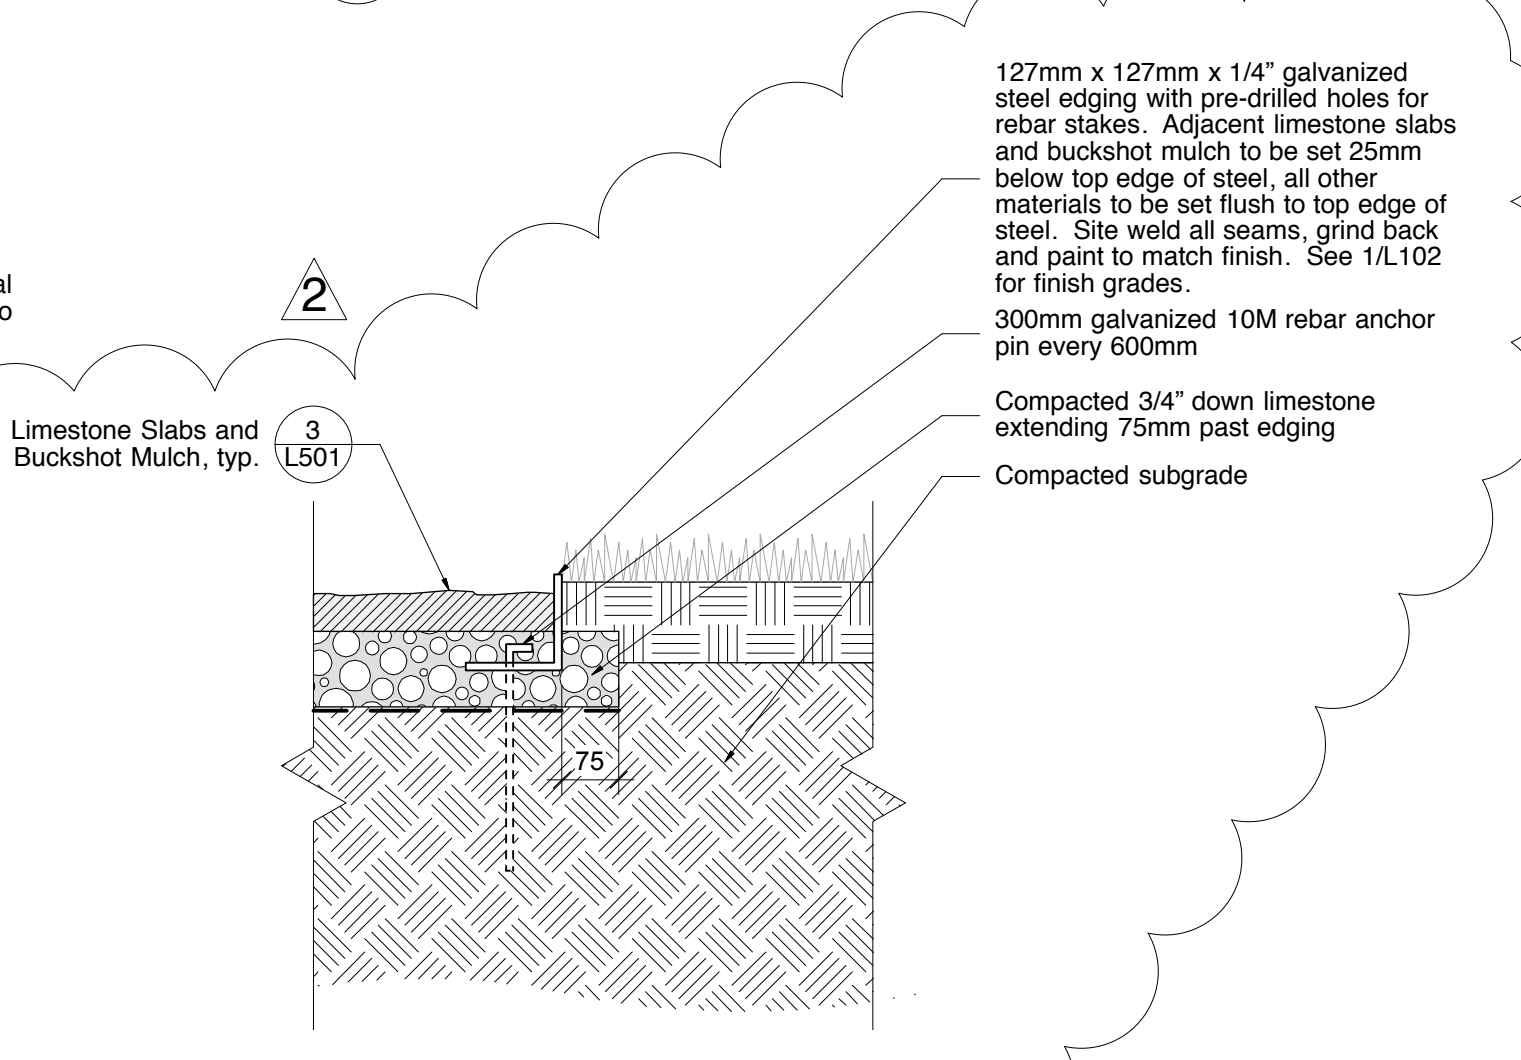 127mm x 127mm x 1/4” galvanized
steel edging with pre-drilled holes for
rebar stakes.  Adjacent limestone slabs
and buckshot mulch to be set 25mm
below top edge of steel, all other
materials to be set flush to top edge of
steel.  Site weld all seams, grind back
and paint to match finish.  See 1/L102
for finish grades.
al
o
2
300mm galvanized 10M rebar anchor
pin every 600mm
Compacted 3/4” down limestone
extending 75mm past edging
Compacted subgrade
Limestone Slabs and
Buckshot Mulch, typ.
3
L501
75